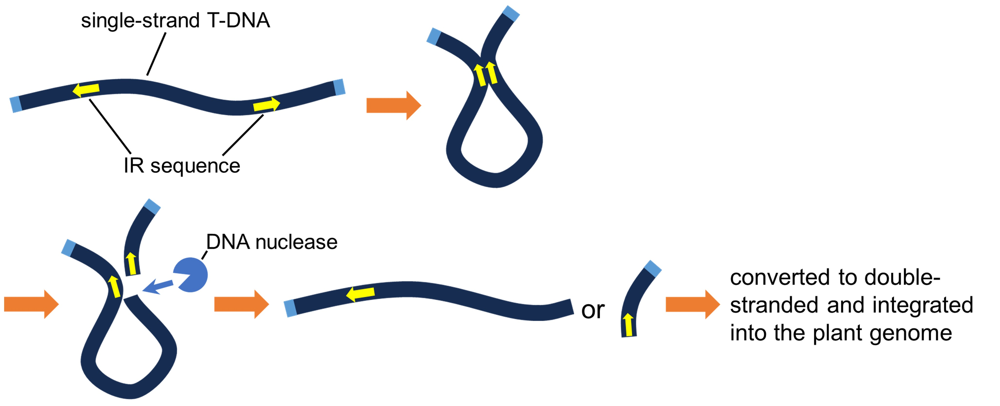 single-strand T-DNA
IR sequence
DNA nuclease
or
converted to double-
stranded and integrated
into the plant genome